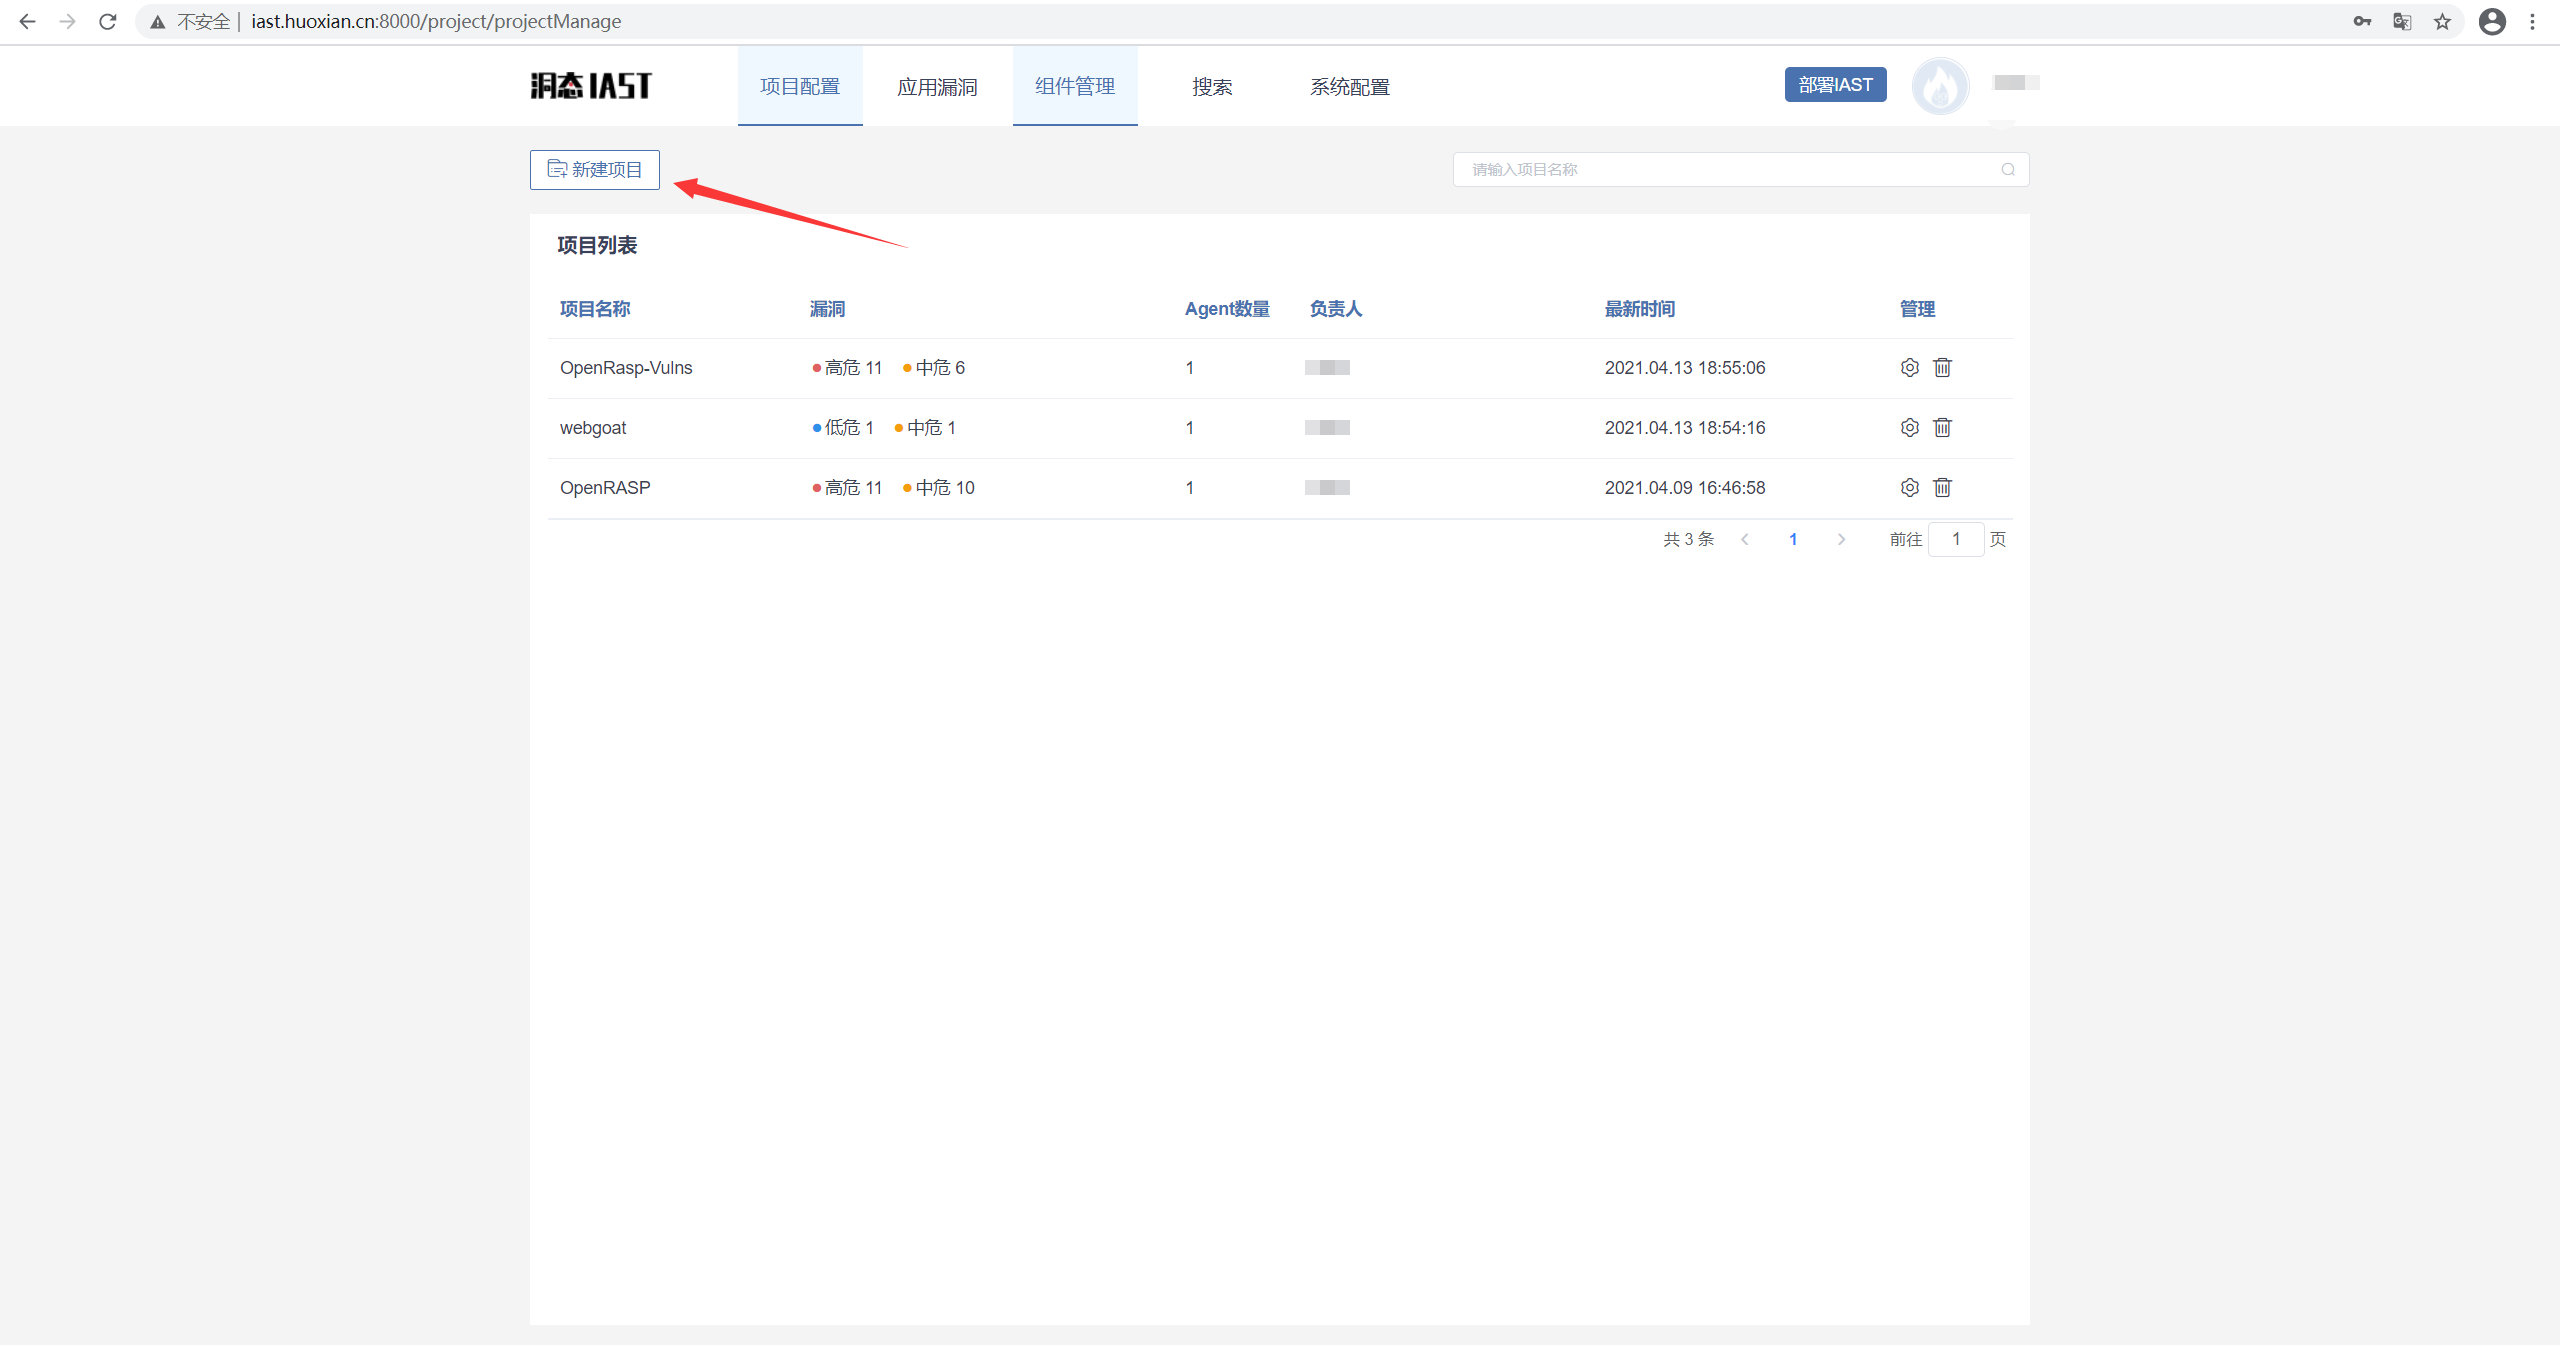 不安全 | iast.huoxian.cn:8000/project/projectManage
洞态IAST 项目配置 应用漏洞 组件管理 搜索 系统配置 部署IAST
新建项目 请输入项目名称
项目列表
项目名称 漏洞 Agent数量 负责人 最新时间 管理
OpenRasp-Vulns 高危 11 中危 6 1 2021.04.13 18:55:06
webgoat 低危 1 中危 1 1 2021.04.13 18:54:16
OpenRASP 高危 11 中危 10 1 2021.04.09 16:46:58
共 3 条 1 前往 1 页